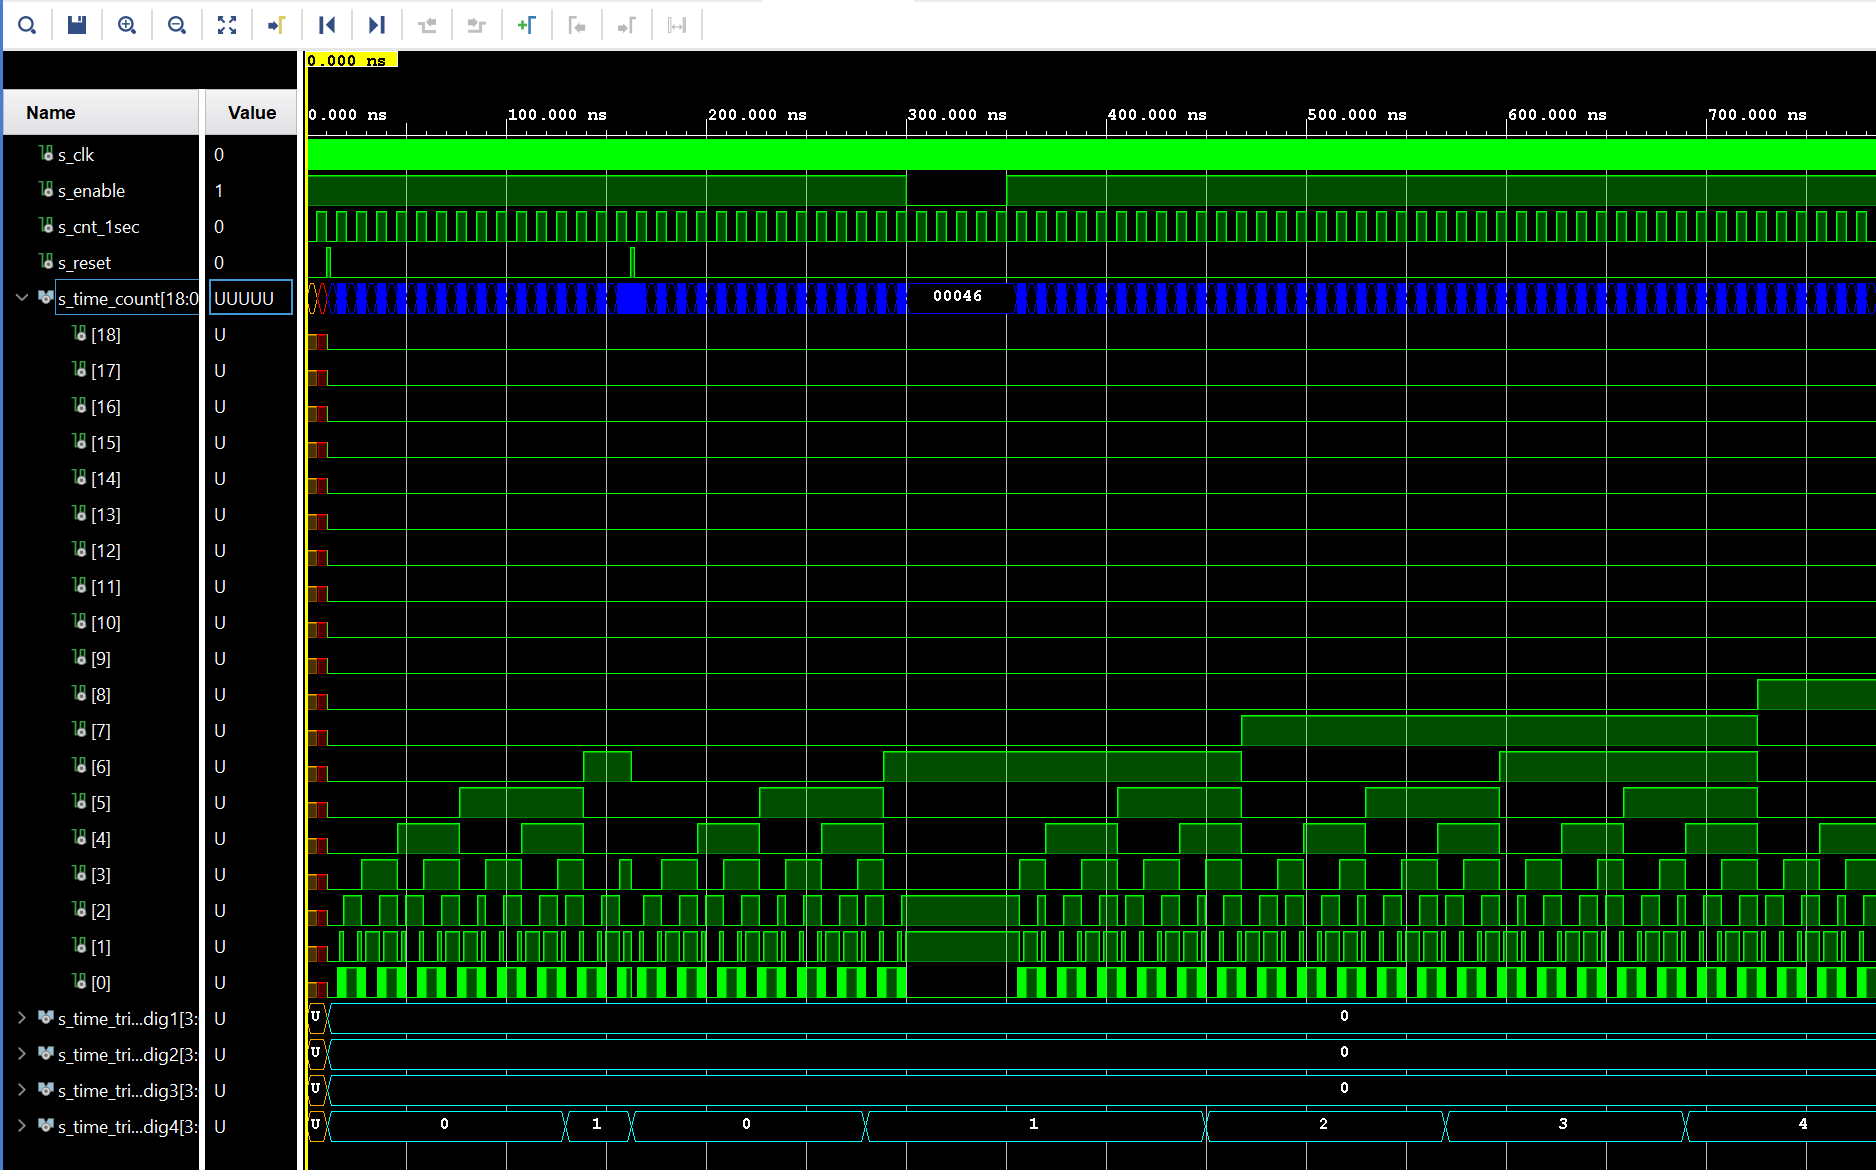 0.000 ns
Name Value
0.000 ns 100.000 ns 200.000 ns 300.000 ns 400.000 ns 500.000 ns 600.000 ns 700.000 ns
s_clk 0
s_enable 1
s_cnt_1sec 0
s_reset 0
s_time_count[18:0 UUUUU 00046
[18] U
[17] U
[16] U
[15] U
[14] U
[13] U
[12] U
[11] U
[10] U
[9] U
[8] U
[7] U
[6] U
[5] U
[4] U
[3] U
[2] U
[1] U
[0] U
s_time_tri...dig1[3: U U 0
s_time_tri...dig2[3: U U 0
s_time_tri...dig3[3: U U 0
s_time_tri...dig4[3: U U 0 1 0 1 2 3 4